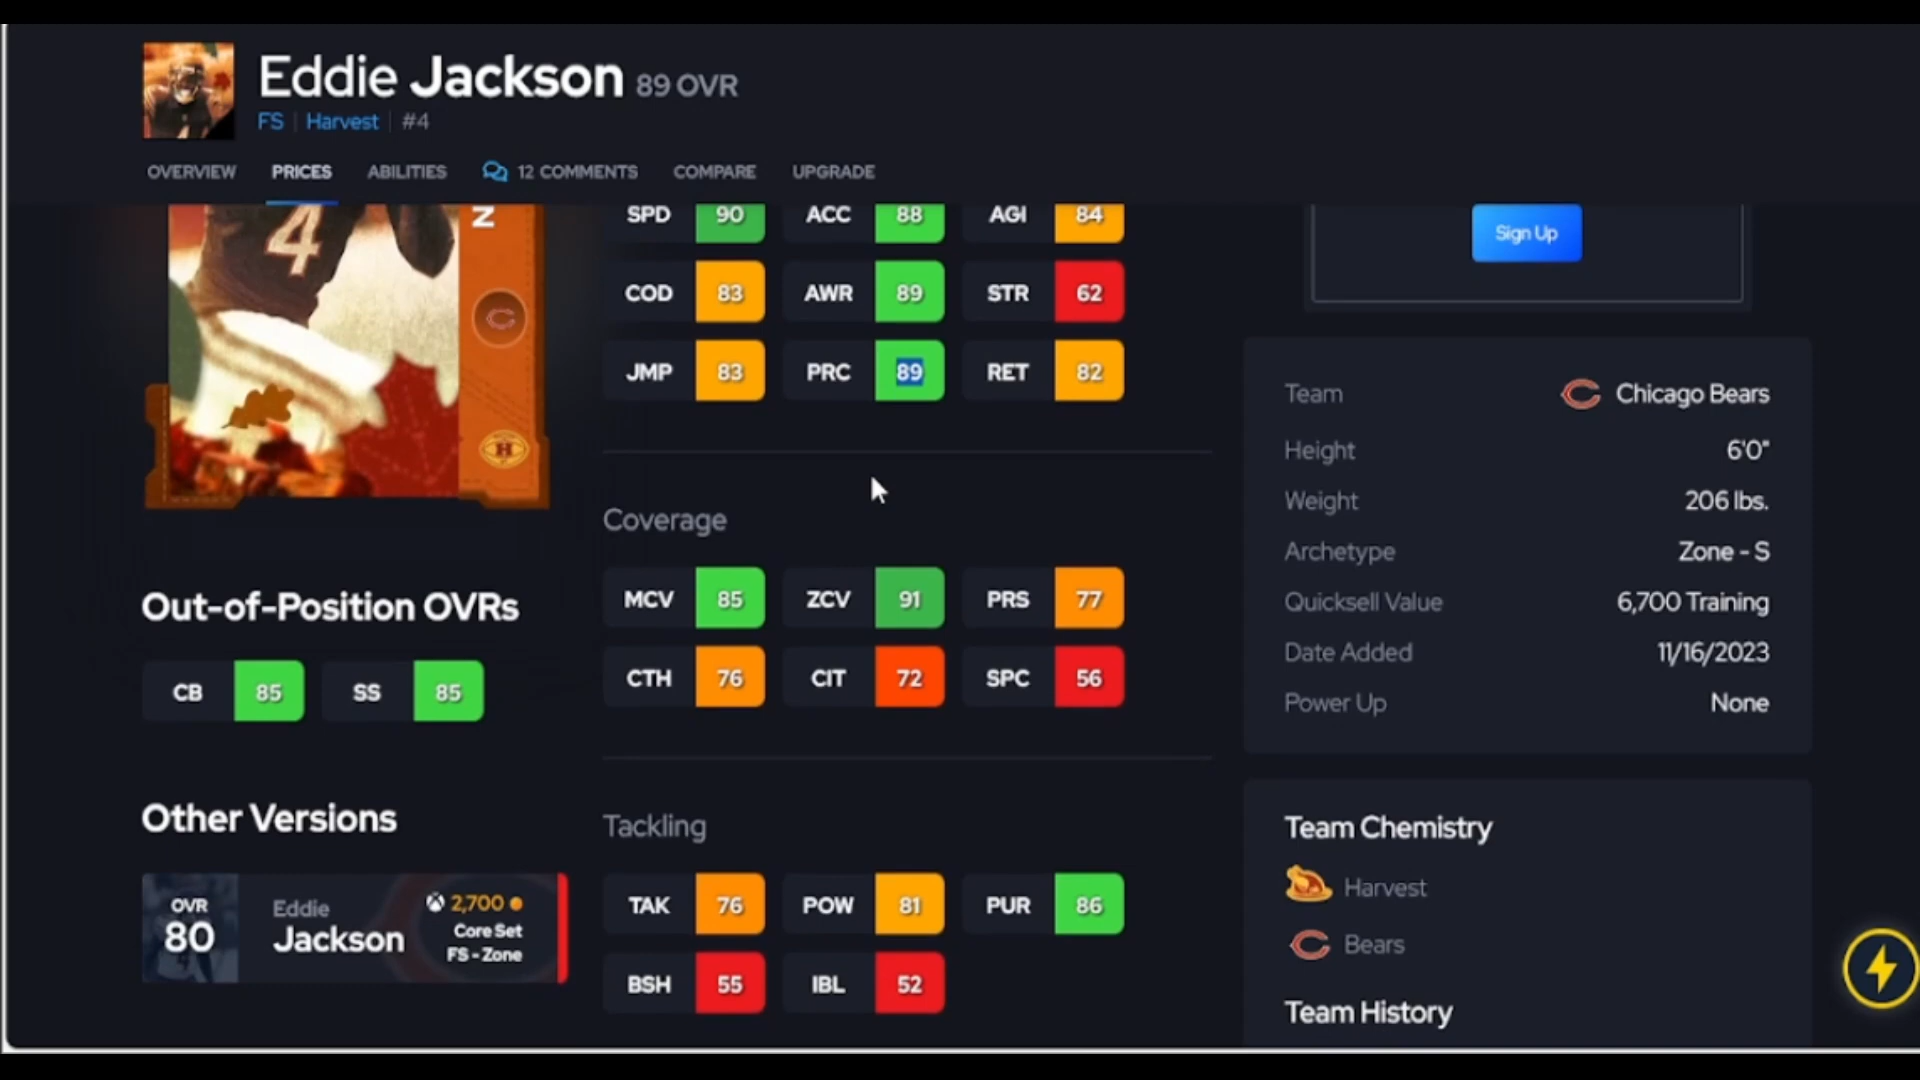 Eddie Jackson 89 OVR
FS | Harvest | #4
OVERVIEW PRICES ABILITIES 12 COMMENTS COMPARE UPGRADE
4
N
SPD 90 ACC 88 AGI 84
COD 83 AWR 89 STR 62
JMP 83 PRC 89 RET 82
H
Coverage
MCV 85 ZCV 91 PRS 77
CTH 76 CIT 72 SPC 56
Tackling
TAK 76 POW 81 PUR 86
BSH 55 IBL 52
Out-of-Position OVRs
CB 85 SS 85
Other Versions
OVR
80
Eddie
Jackson
2,700
Core Set
FS - Zone
Sign Up
Team Chicago Bears
Height 6'0"
Weight 206 lbs.
Archetype Zone - S
Quicksell Value 6,700 Training
Date Added 11/16/2023
Power Up None
Team Chemistry
Harvest
Bears
Team History